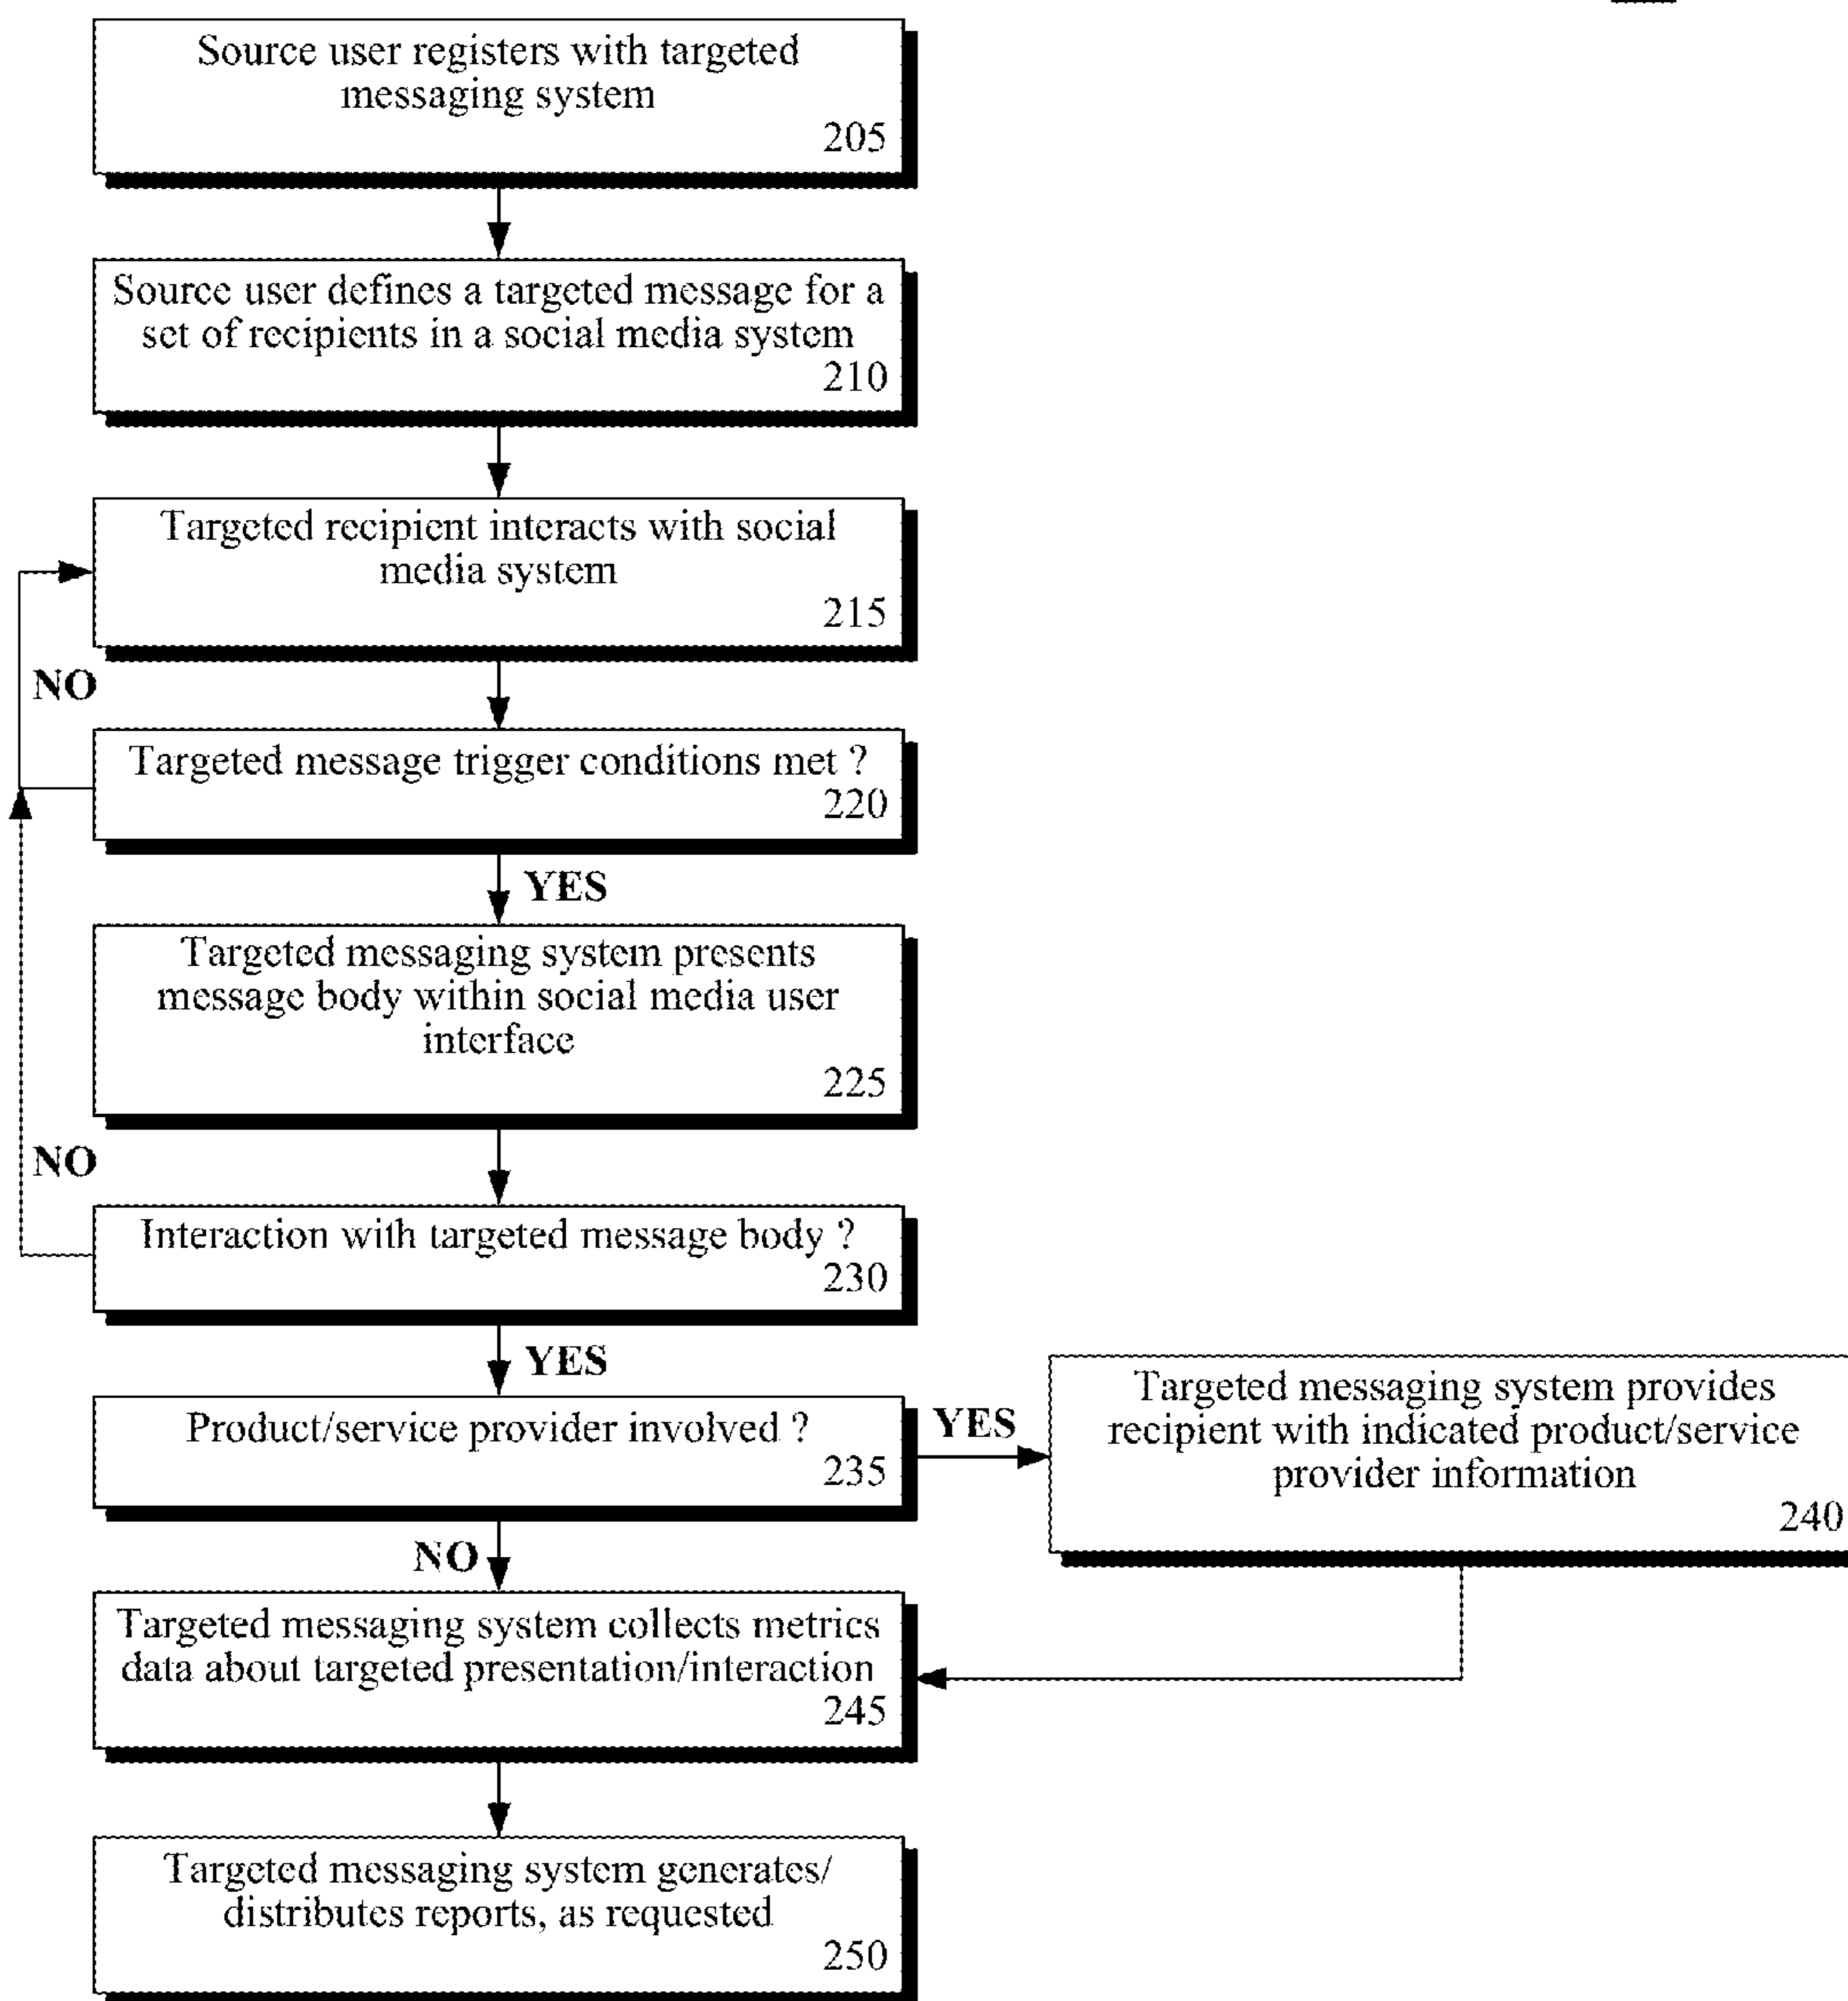 Source user registers with targeted
messaging system
205
Source user defines a targeted message for a
set of recipients in a social media system
210
Targeted recipient interacts with social
media system
215
NO
Targeted message trigger conditions met ?
220
YES
Targeted messaging system presents
message body within social media user
interface
225
NO
Interaction with targeted message body ?
230
YES
Product/service provider involved ?
235
YES
Targeted messaging system provides
recipient with indicated product/service
provider information
240
NO
Targeted messaging system collects metrics
data about targeted presentation/interaction
245
Targeted messaging system generates/
distributes reports, as requested
250